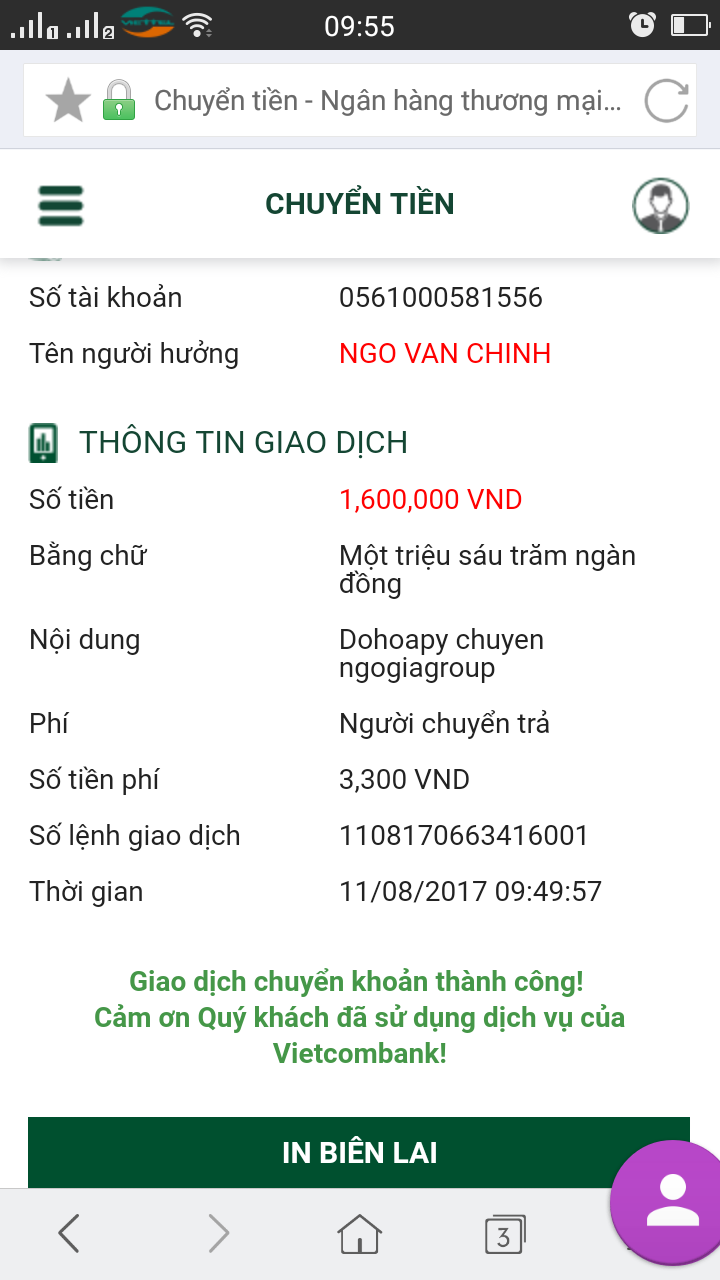 1 2 VIETTEL 09:55
Chuyển tiền - Ngân hàng thương mại...
CHUYỂN TIỀN
Số tài khoản 0561000581556
Tên người hưởng NGO VAN CHINH
THÔNG TIN GIAO DỊCH
Số tiền 1,600,000 VND
Bằng chữ Một triệu sáu trăm ngàn
đồng
Nội dung Dohoapy chuyen
ngogiagroup
Phí Người chuyển trả
Số tiền phí 3,300 VND
Số lệnh giao dịch 1108170663416001
Thời gian 11/08/2017 09:49:57
Giao dịch chuyển khoản thành công!
Cảm ơn Quý khách đã sử dụng dịch vụ của
Vietcombank!
IN BIÊN LAI
3